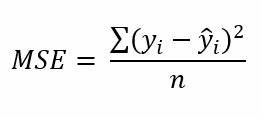 MSE = ∑(yᵢ − ŷᵢ)² / n